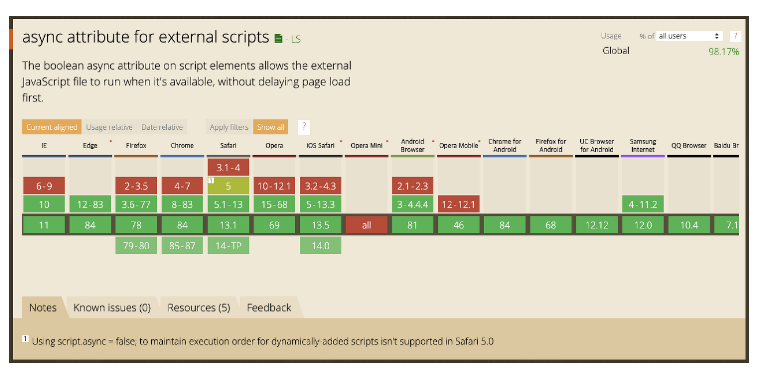 async attribute for external scripts - LS
Usage % of all users ?
Global 98.17%
The boolean async attribute on script elements allows the external
JavaScript file to run when it's available, without delaying page load
first.
Current aligned Usage relative Date relative Apply filters Show all ?
IE Edge * Firefox Chrome Safari Opera iOS Safari * Opera Mini * Android Browser * Opera Mobile * Chrome for Android Firefox for Android UC Browser for Android Samsung Internet QQ Browser Baidu Br
3.1-4
6-9 2-3.5 4-7 1 5 10-12.1 3.2-4.3 2.1-2.3
10 12-83 3.6-77 8-83 5.1-13 15-68 5-13.3 3-4.4.4 12-12.1 4-11.2
11 84 78 84 13.1 69 13.5 all 81 46 84 68 12.12 12.0 10.4 7.1
79-80 85-87 14-TP 14.0
Notes Known issues (0) Resources (5) Feedback
1 Using script.async = false; to maintain execution order for dynamically-added scripts isn't supported in Safari 5.0